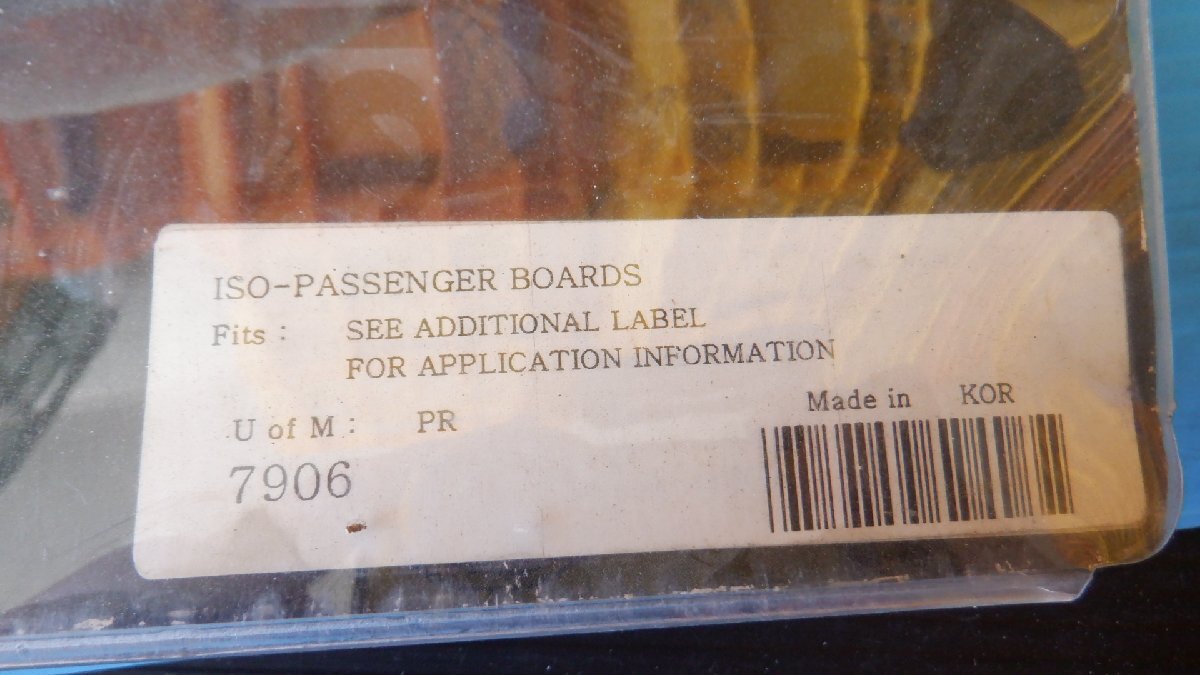 ISO-PASSENGER BOARDS
Fits : SEE ADDITIONAL LABEL
FOR APPLICATION INFORMATION
Made in KOR
U of M : PR
7906